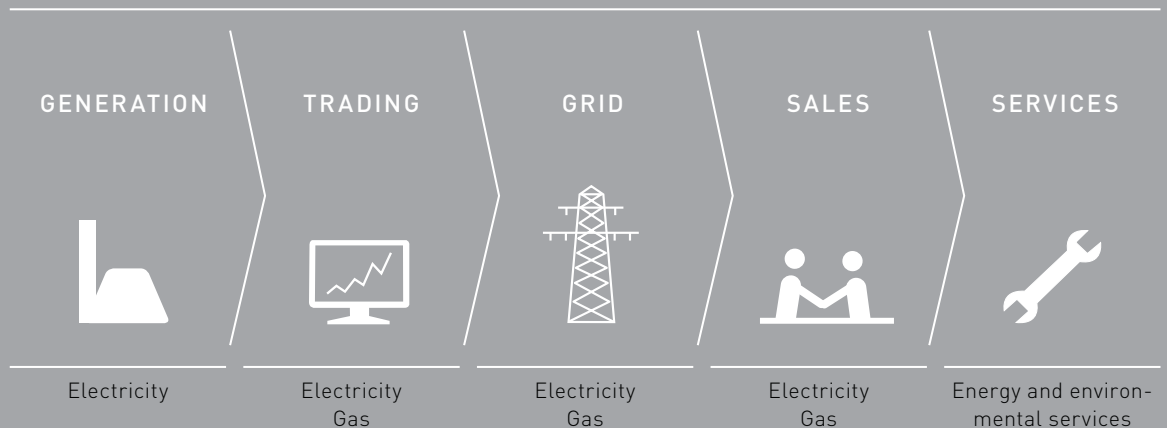 GENERATION
TRADING
GRID
SALES
SERVICES
Electricity
Electricity
Gas
Electricity
Gas
Electricity
Gas
Energy and environ-
mental services